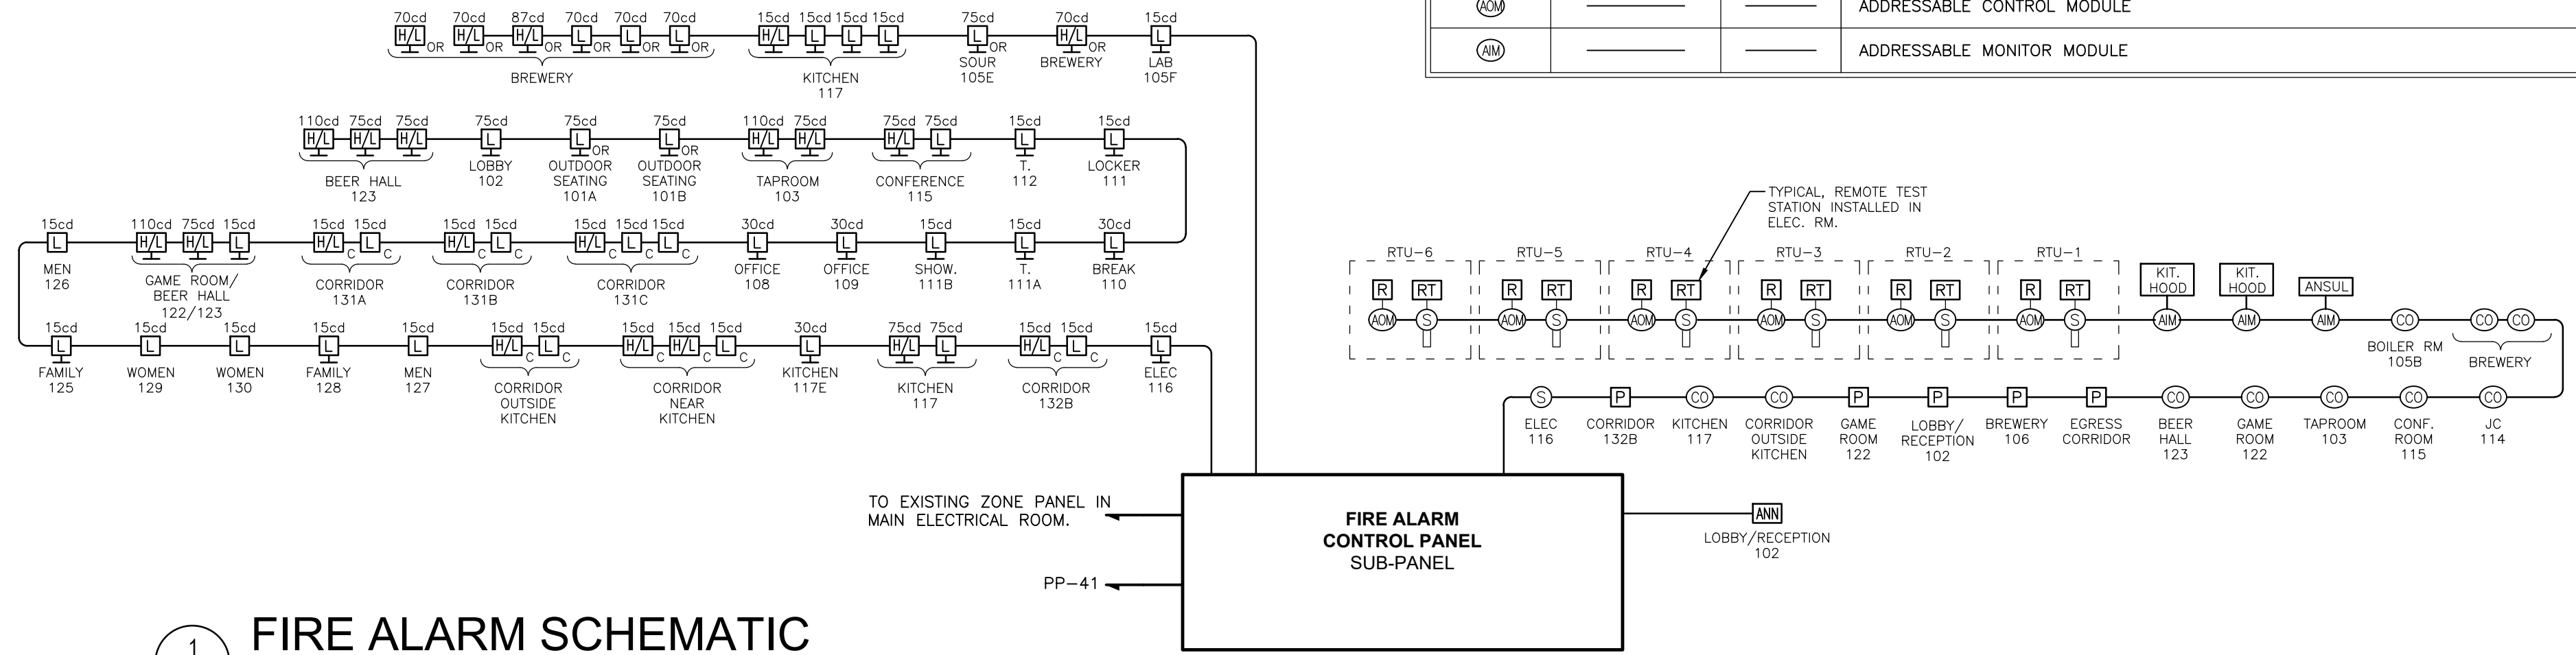 70cd 70cd 87cd 70cd 70cd 70cd 15cd 15cd 15cd 15cd 75cd 70cd 15cd
H/L H/L H/L L L L H/L L L L L H/L L
OR OR OR OR OR OR OR OR
BREWERY
KITCHEN
117
SOUR
105E
BREWERY
LAB
105F
110cd 75cd 75cd 75cd 75cd 75cd 110cd 75cd 75cd 75cd 15cd 15cd
H/L H/L H/L L L L H/L H/L H/L L L L
OR OR
BEER HALL
123
LOBBY
102
OUTDOOR
SEATING
101A
OUTDOOR
SEATING
101B
TAPROOM
103
CONFERENCE
115
T.
112
LOCKER
111
15cd 110cd 75cd 15cd 15cd 15cd 15cd 15cd 15cd 15cd 15cd 30cd 30cd 15cd 15cd 30cd
L H/L H/L L H/L L H/L L H/L L L L L L L L
C C C C C C C
MEN
126
GAME ROOM/
BEER HALL
122/123
CORRIDOR
131A
CORRIDOR
131B
CORRIDOR
131C
OFFICE
108
OFFICE
109
SHOW.
111B
T.
111A
BREAK
110
15cd 15cd 15cd 15cd 15cd 15cd 15cd 15cd 15cd 15cd 30cd 75cd 75cd 15cd 15cd 15cd
L L L L L H/L L H/L H/L L L H/L L H/L L L
C C C C C C C
FAMILY
125
WOMEN
129
WOMEN
130
FAMILY
128
MEN
127
CORRIDOR
OUTSIDE
KITCHEN
CORRIDOR
NEAR
KITCHEN
KITCHEN
117E
KITCHEN
117
CORRIDOR
132B
ELEC
116
AOM ADDRESSABLE CONTROL MODULE
AIM ADDRESSABLE MONITOR MODULE
TYPICAL, REMOTE TEST
STATION INSTALLED IN
ELEC. RM.
RTU-6 RTU-5 RTU-4 RTU-3 RTU-2 RTU-1
R RT R RT R RT R RT R RT R RT
KIT.
HOOD
KIT.
HOOD
ANSUL
AOM S AOM S AOM S AOM S AOM S AOM S AIM AIM AIM CO CO CO
BOILER RM
105B
BREWERY
S P CO CO P P P P CO CO CO CO CO
ELEC
116
CORRIDOR
132B
KITCHEN
117
CORRIDOR
OUTSIDE
KITCHEN
GAME
ROOM
122
LOBBY/
RECEPTION
102
BREWERY
106
EGRESS
CORRIDOR
BEER
HALL
123
GAME
ROOM
122
TAPROOM
103
CONF.
ROOM
115
JC
114
TO EXISTING ZONE PANEL IN
MAIN ELECTRICAL ROOM.
PP-41
FIRE ALARM
CONTROL PANEL
SUB-PANEL
ANN
LOBBY/RECEPTION
102
1
FIRE ALARM SCHEMATIC